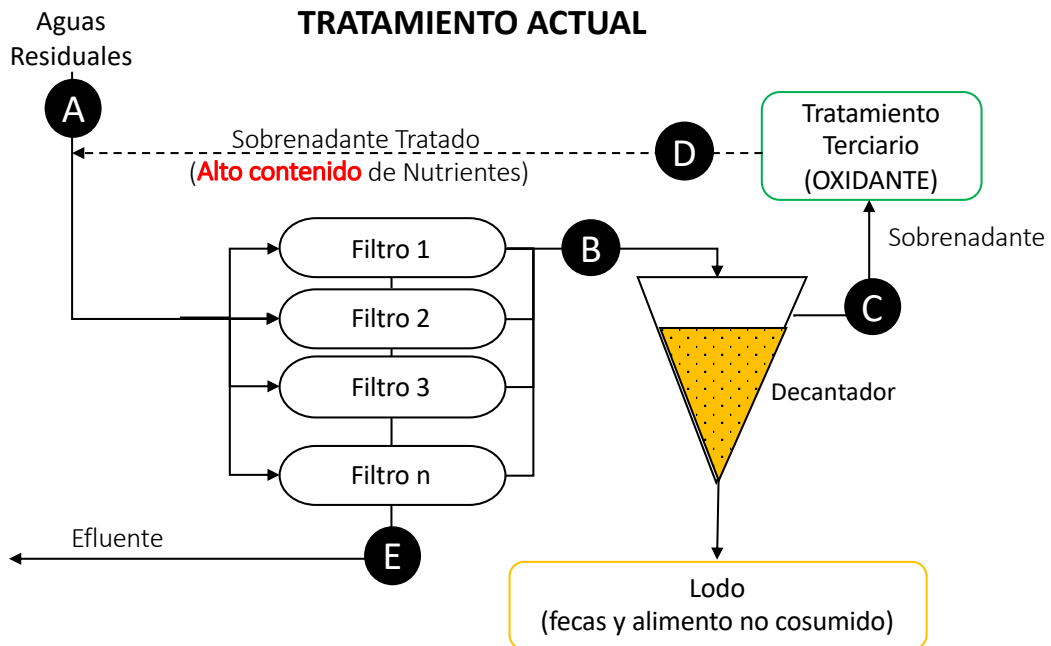 TRATAMIENTO ACTUAL
Aguas
Residuales
A
Sobrenadante Tratado
(Alto contenido de Nutrientes)
D
Tratamiento
Terciario
(OXIDANTE)
Sobrenadante
Filtro 1
B
Filtro 2
C
Filtro 3
Decantador
Filtro n
Efluente
E
Lodo
(fecas y alimento no cosumido)